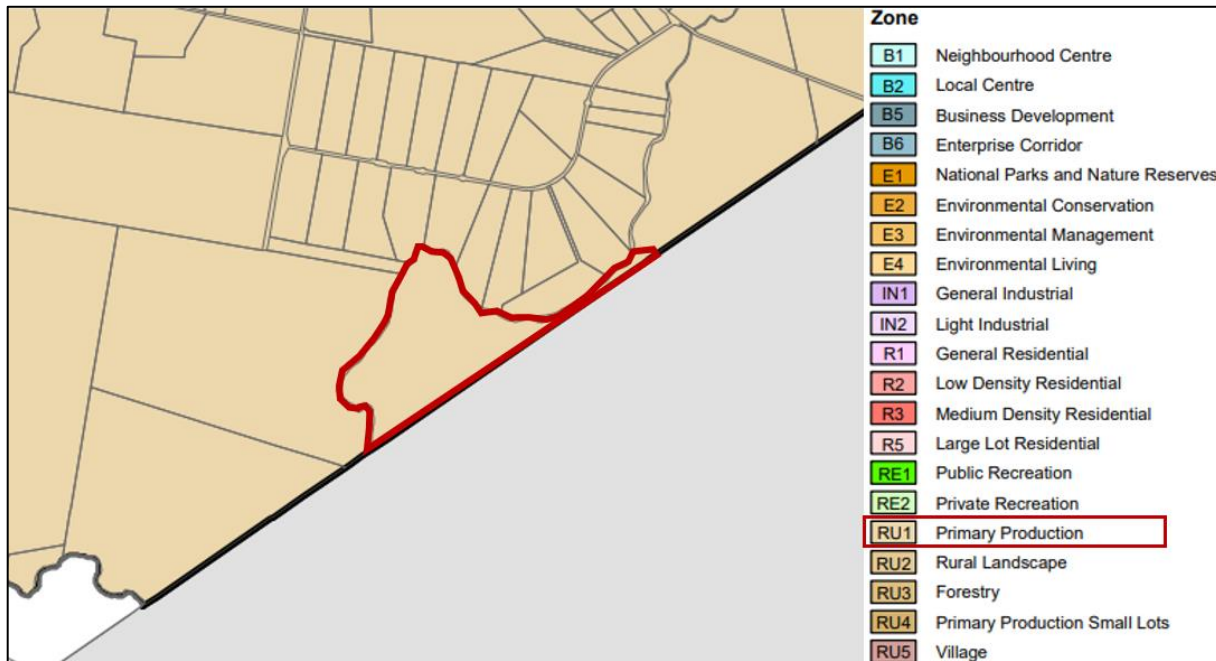 Zone
B1 Neighbourhood Centre
B2 Local Centre
B5 Business Development
B6 Enterprise Corridor
E1 National Parks and Nature Reserves
E2 Environmental Conservation
E3 Environmental Management
E4 Environmental Living
IN1 General Industrial
IN2 Light Industrial
R1 General Residential
R2 Low Density Residential
R3 Medium Density Residential
R5 Large Lot Residential
RE1 Public Recreation
RE2 Private Recreation
RU1 Primary Production
RU2 Rural Landscape
RU3 Forestry
RU4 Primary Production Small Lots
RU5 Village